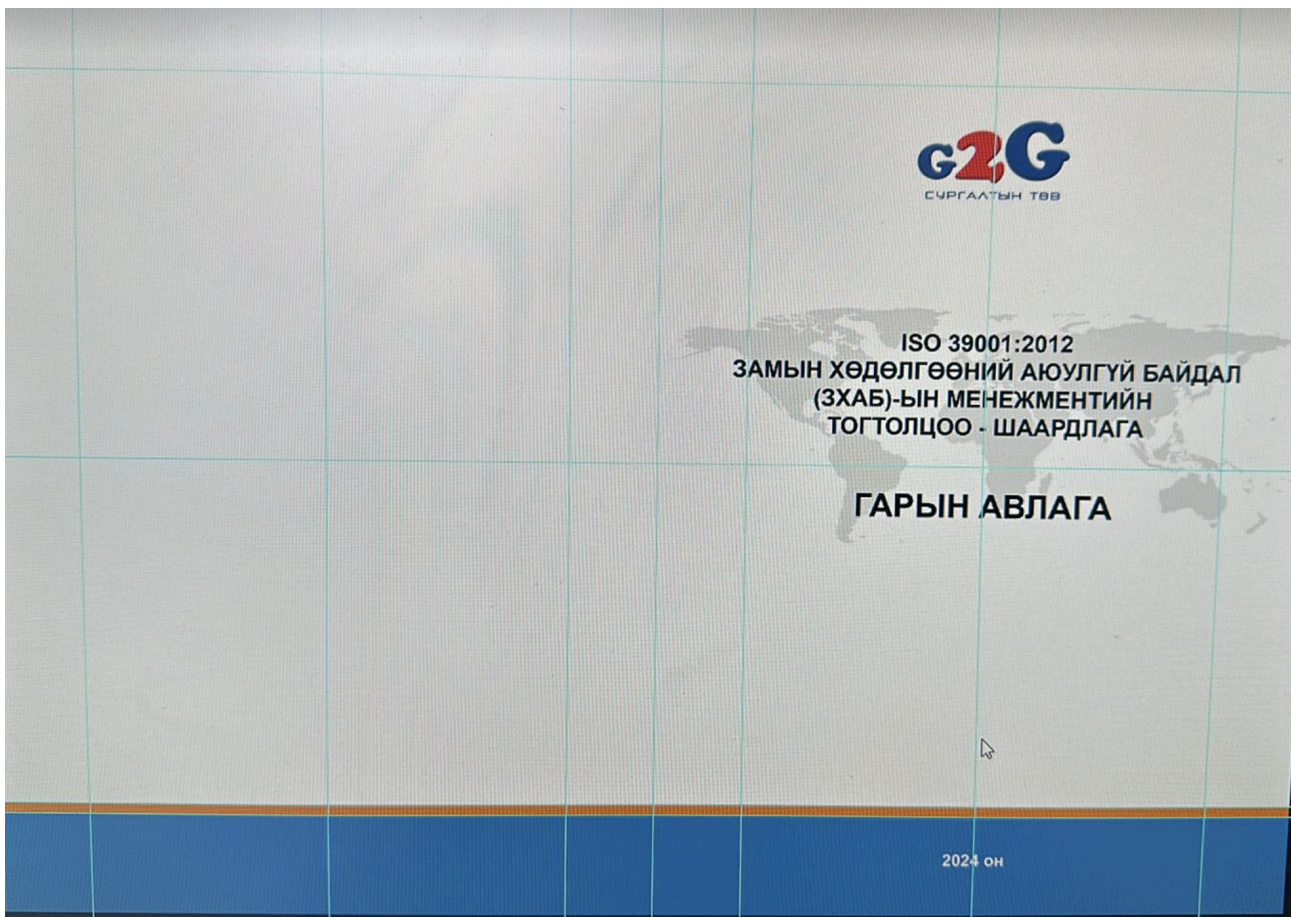 G2G
СУРГАЛТЫН ТӨВ
ISO 39001:2012
ЗАМЫН ХӨДӨЛГӨӨНИЙ АЮУЛГҮЙ БАЙДАЛ
(ЗХАБ)-ЫН МЕНЕЖМЕНТИЙН
ТОГТОЛЦОО - ШААРДЛАГА
ГАРЫН АВЛАГА
2024 он